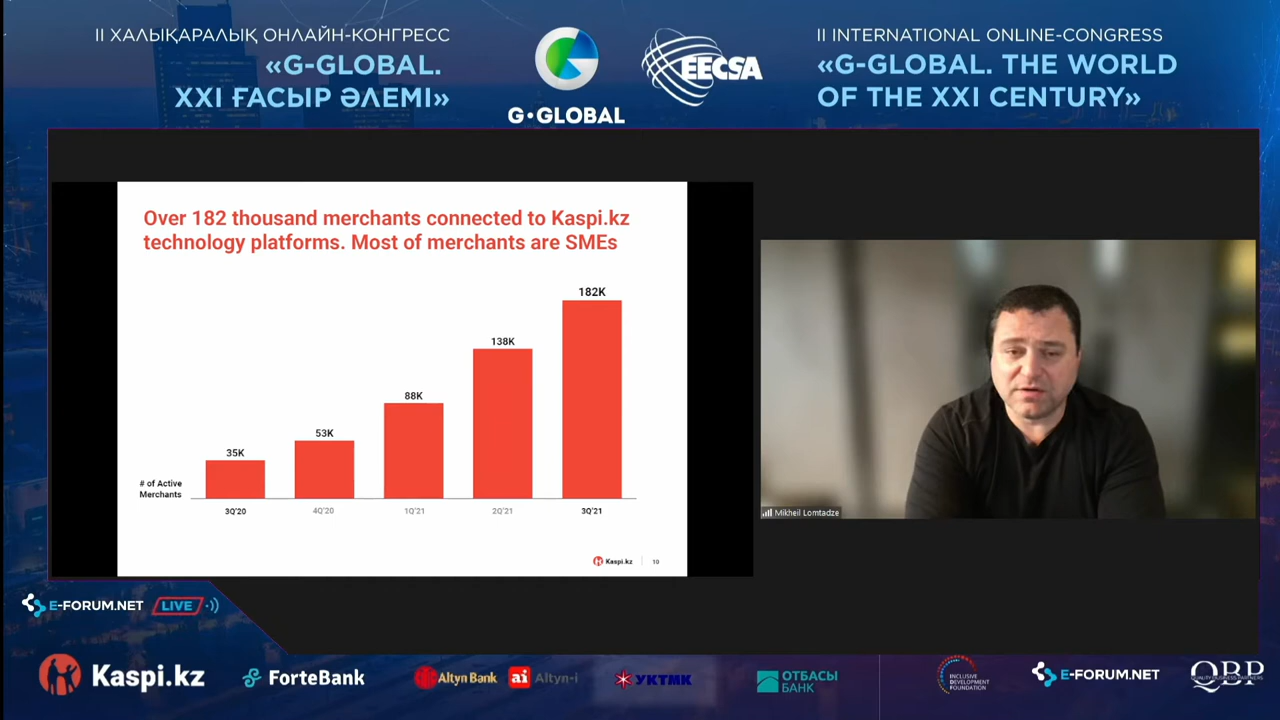 II ХАЛЫҚАРАЛЫҚ ОНЛАЙН-КОНГРЕСС
«G-GLOBAL.
XXI ҒАСЫР ӘЛЕМІ»
G·GLOBAL
EECSA
II INTERNATIONAL ONLINE-CONGRESS
«G-GLOBAL. THE WORLD
OF THE XXI CENTURY»
Over 182 thousand merchants connected to Kaspi.kz
technology platforms. Most of merchants are SMEs
182K
138K
88K
53K
35K
# of Active
Merchants
3Q'20 4Q'20 1Q'21 2Q'21 3Q'21
Kaspi.kz 10
Mikheil Lomtadze
E-FORUM.NET LIVE
Kaspi.kz
ForteBank
Altyn Bank
ai Altyn-i
УКТМК
ОТБАСЫ
БАНК
INCLUSIVE
DEVELOPMENT
FOUNDATION
E-FORUM.NET
QBP
QUALITY BUSINESS PARTNERS